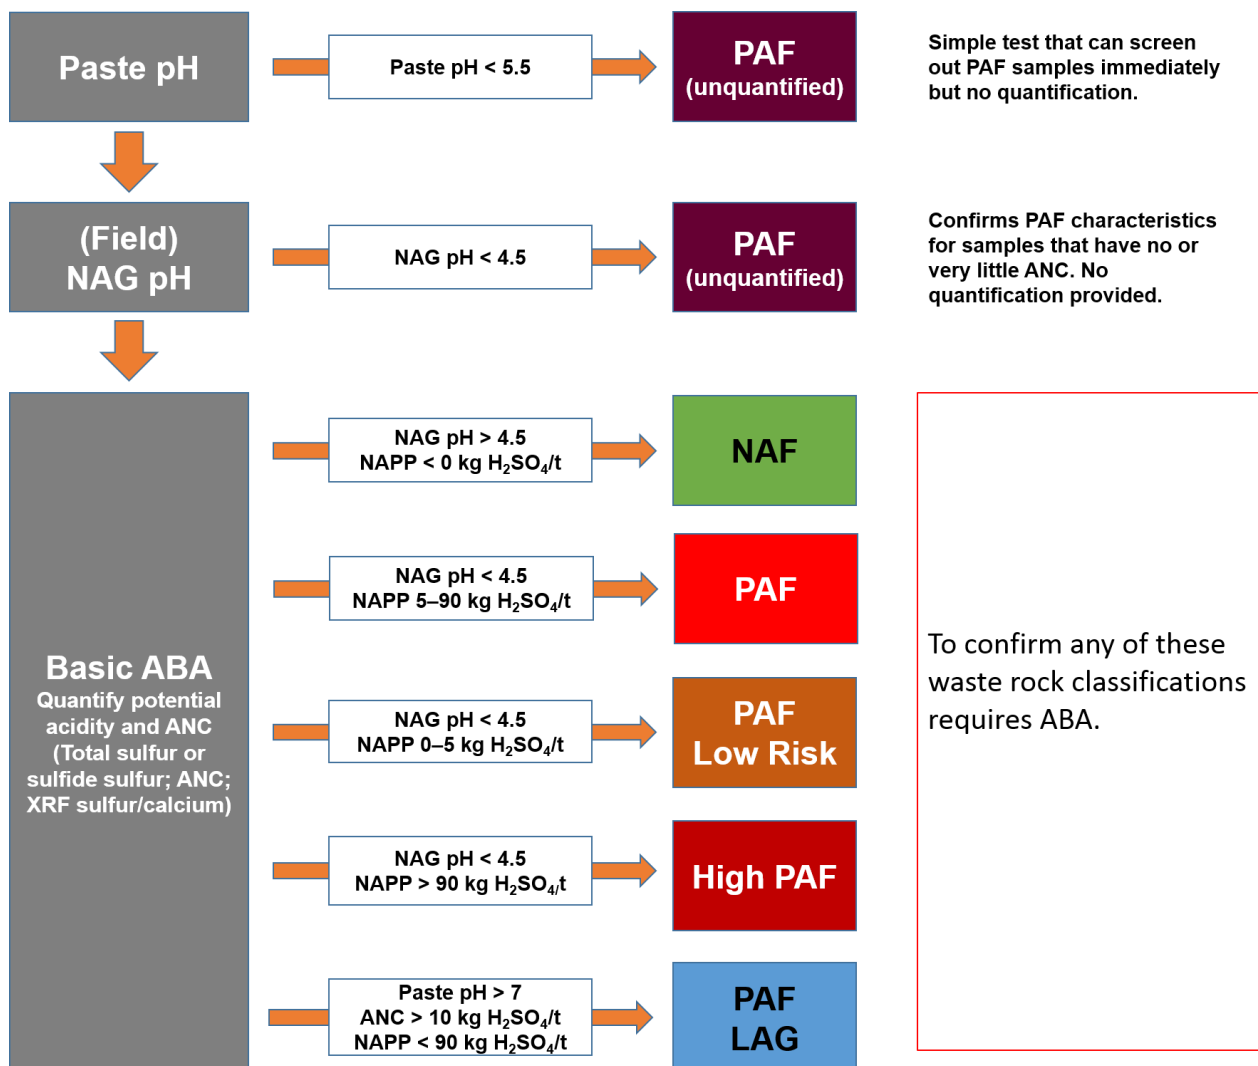 Paste pH
Paste pH < 5.5
PAF
(unquantified)
Simple test that can screen
out PAF samples immediately
but no quantification.
(Field)
NAG pH
NAG pH < 4.5
PAF
(unquantified)
Confirms PAF characteristics
for samples that have no or
very little ANC. No
quantification provided.
Basic ABA
Quantify potential
acidity and ANC
(Total sulfur or
sulfide sulfur; ANC;
XRF sulfur/calcium)
NAG pH > 4.5
NAPP < 0 kg H₂SO₄/t
NAF
NAG pH < 4.5
NAPP 5–90 kg H₂SO₄/t
PAF
NAG pH < 4.5
NAPP 0–5 kg H₂SO₄/t
PAF
Low Risk
NAG pH < 4.5
NAPP > 90 kg H₂SO₄/t
High PAF
Paste pH > 7
ANC > 10 kg H₂SO₄/t
NAPP < 90 kg H₂SO₄/t
PAF
LAG
To confirm any of these
waste rock classifications
requires ABA.